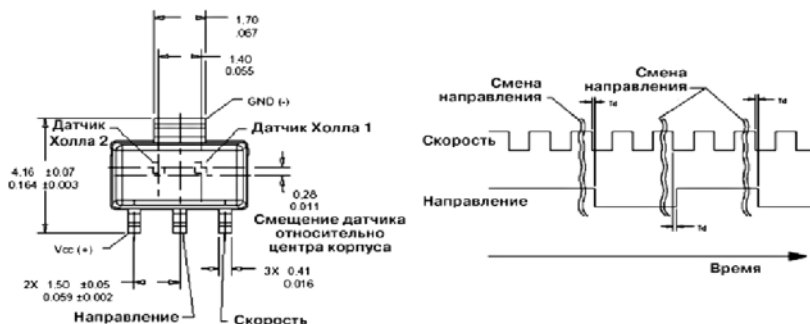 1.70
.067
1.40
0.055
GND (-)
Датчик
Холла 2
Датчик Холла 1
4.16 ±0.07
0.164 ±0.003
0,28
0.011
Смещение датчика
относительно
центра корпуса
Vcc (+)
2X 1.50 ±0.05
0.059 ±0.002
3X 0.41
0.016
Направление
Скорость
Смена
направления
Смена
направления
Td
Td
Скорость
Направление
Td
Время